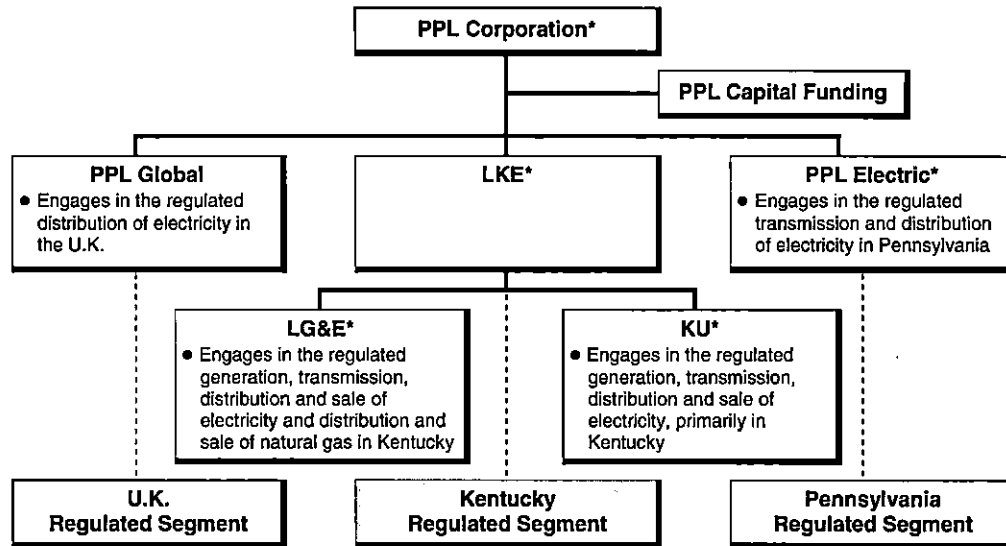 PPL Corporation*
PPL Capital Funding
PPL Global
● Engages in the regulated
distribution of electricity in
the U.K.
LKE*
PPL Electric*
● Engages in the regulated
transmission and distribution
of electricity in Pennsylvania
LG&E*
● Engages in the regulated
generation, transmission,
distribution and sale of
electricity and distribution and
sale of natural gas in Kentucky
KU*
● Engages in the regulated
generation, transmission,
distribution and sale of
electricity, primarily in
Kentucky
U.K.
Regulated Segment
Kentucky
Regulated Segment
Pennsylvania
Regulated Segment